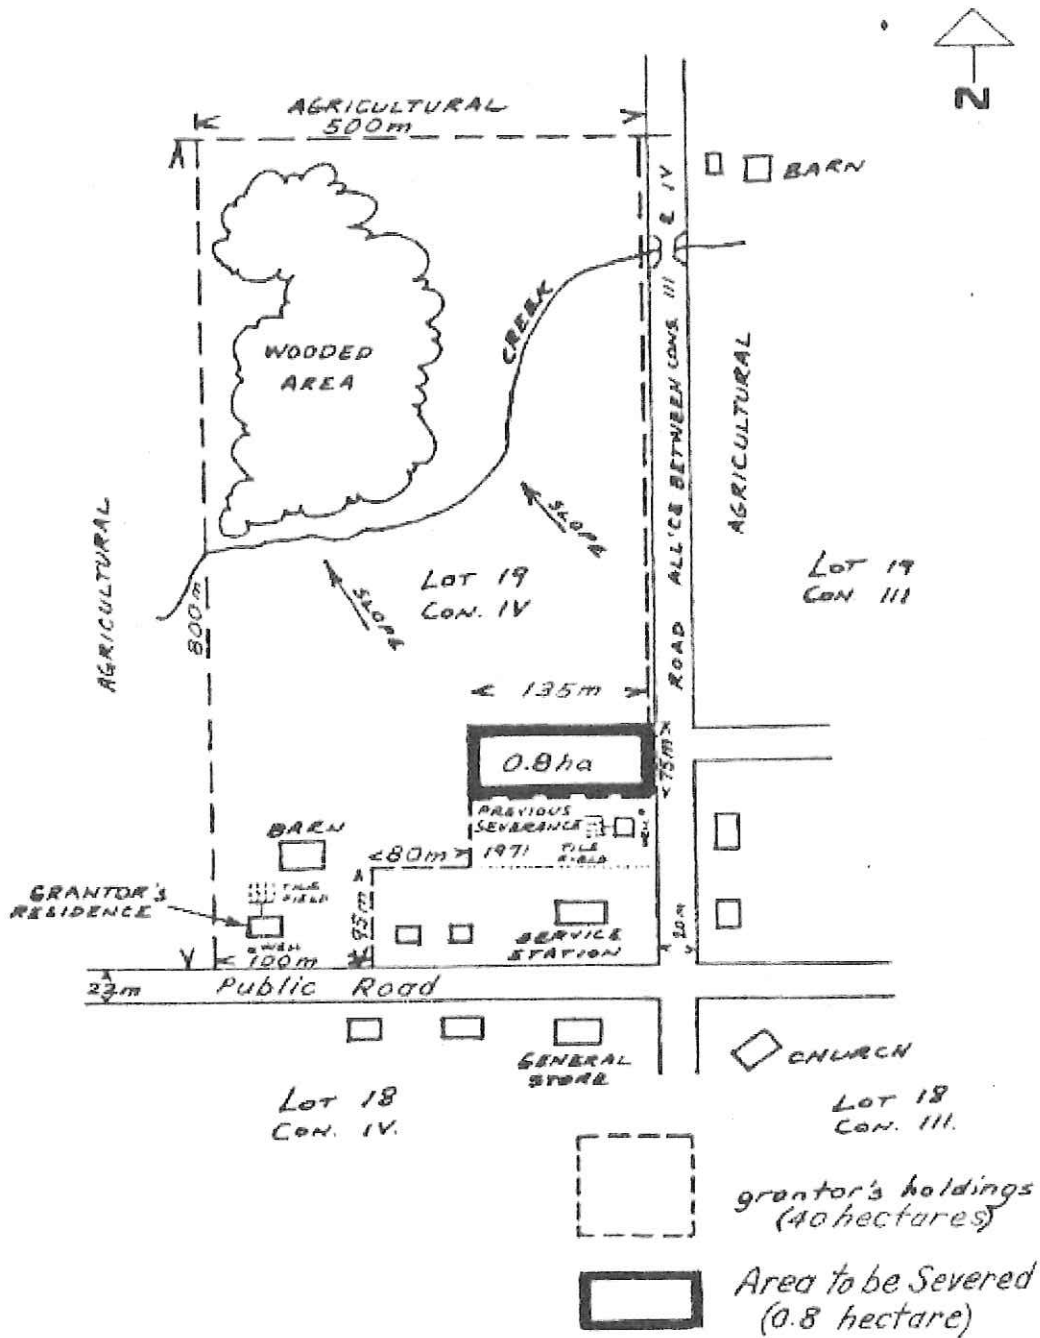 N
AGRICULTURAL
500m
BARN
ROAD ALL'CE BETWEEN CONS III & IV
CREEK
WOODED
AREA
AGRICULTURAL
AGRICULTURAL
SLOPE
SLOPE
800m
LOT 19
CON. IV
LOT 19
CON III
135m
0.8ha
75m
PREVIOUS
SEVERANCE
1971
TILE
FIELD
BARN
80m
95m
GRANTOR'S
RESIDENCE
TILE
FIELD
WELL
100m
SERVICE
STATION
20m
23m
Public Road
GENERAL
STORE
CHURCH
LOT 18
CON. IV.
LOT 18
CON. III.
grantor's holdings
(40 hectares)
Area to be Severed
(0.8 hectare)